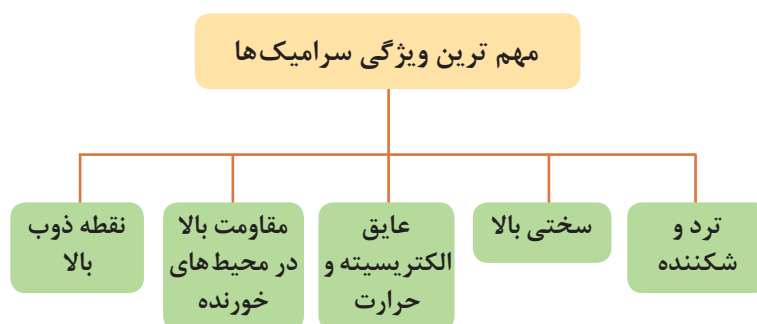 مهم ترین ویژگی سرامیک‌ها
ترد و
شکننده
سختی بالا
عایق
الکتریسیته و
حرارت
مقاومت بالا
در محیط‌های
خورنده
نقطه ذوب
بالا